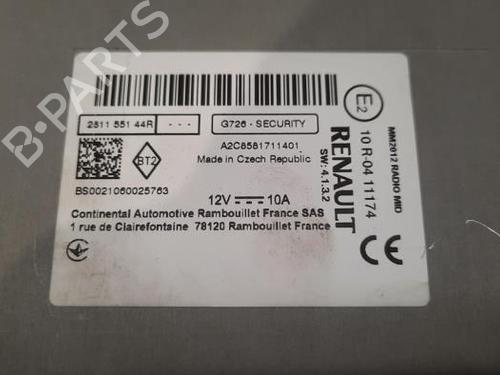 B-PARTS
2811 551 44R
---
G726 - SECURITY
BT2
A2C8581711401
Made in Czech Republic
BS0021060025763
12V 10A
Continental Automotive Rambouillet France SAS
1 rue de Clairefontaine 78120 Rambouillet France
E2
MM2012 RADIO MID
10 R-04 11174
RENAULT
SW: 4.1.3.2
CE